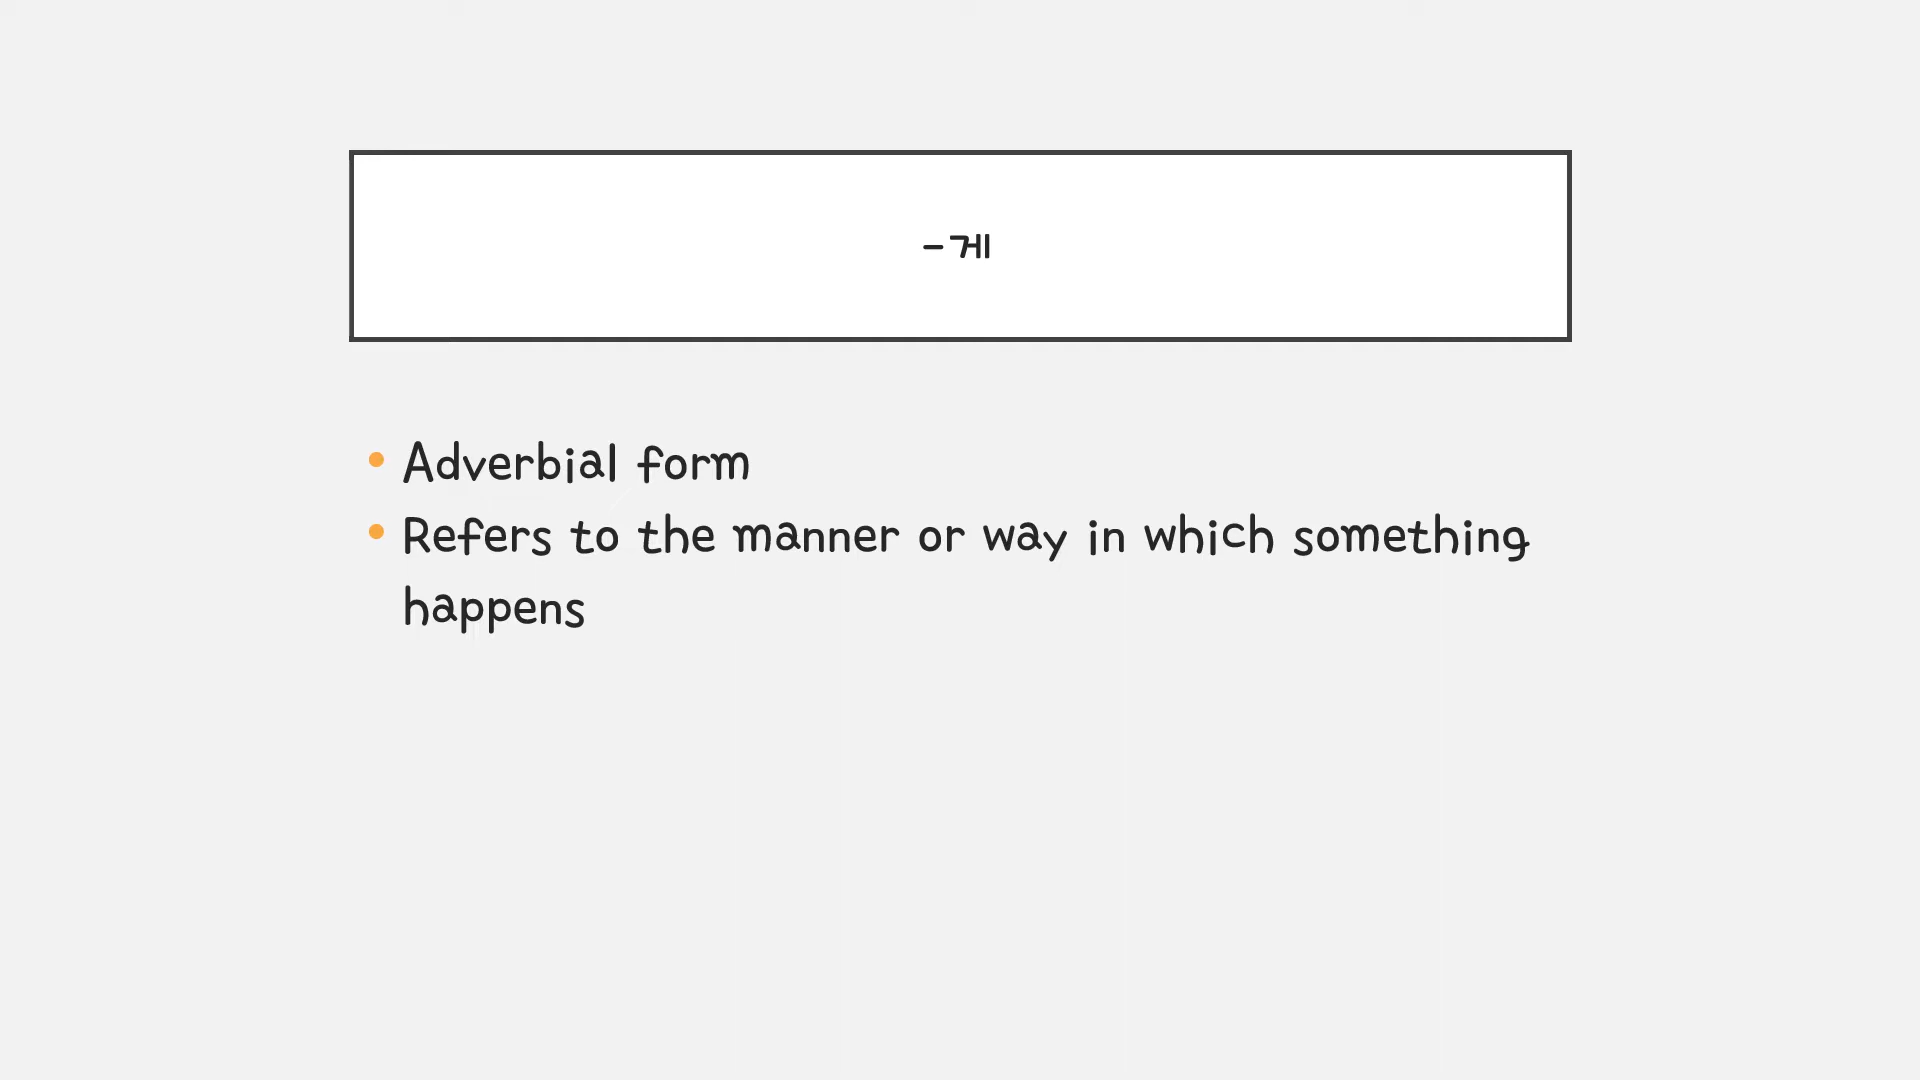 -게
• Adverbial form
• Refers to the manner or way in which something
happens